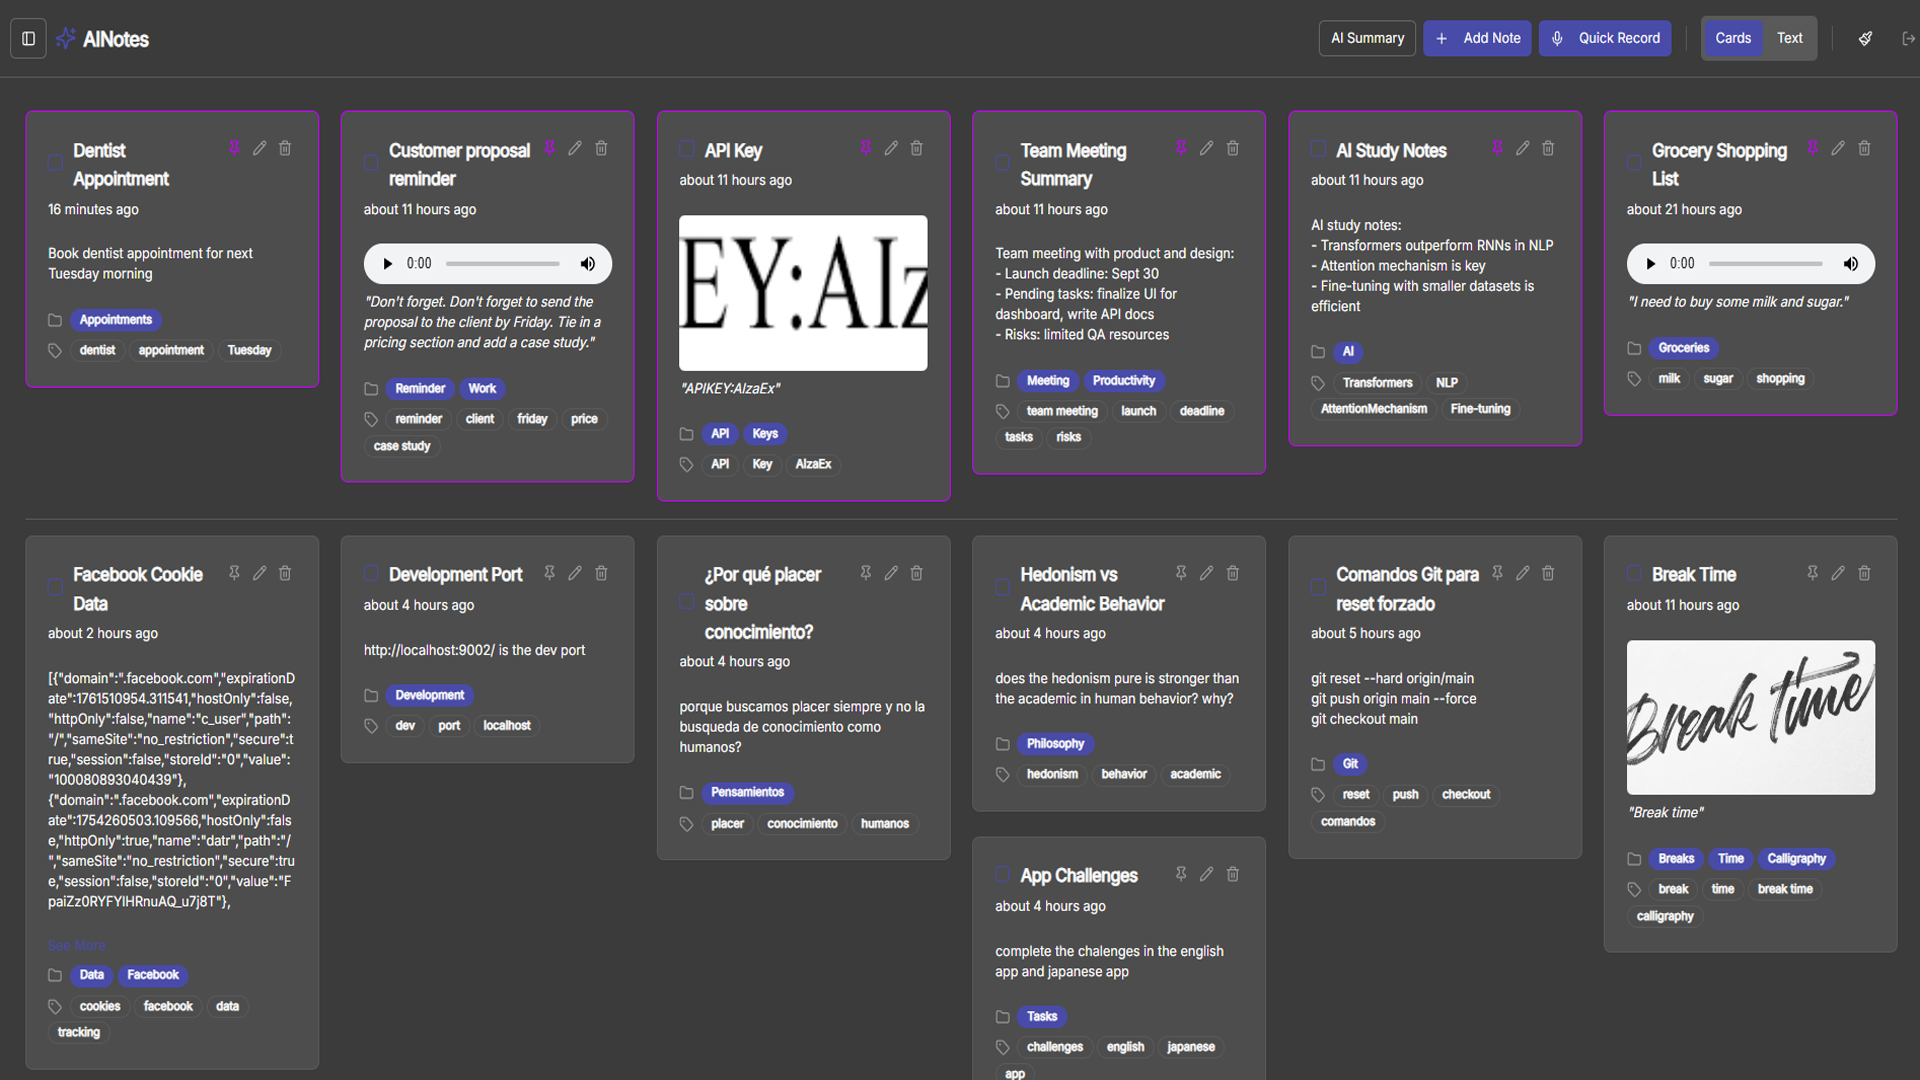 AINotes
AI Summary
Add Note
Quick Record
Cards
Text
Dentist
Appointment
16 minutes ago
Book dentist appointment for next
Tuesday morning
Appointments
dentist appointment Tuesday
Customer proposal
reminder
about 11 hours ago
0:00
"Don't forget. Don't forget to send the
proposal to the client by Friday. Tie in a
pricing section and add a case study."
Reminder Work
reminder client friday price
case study
API Key
about 11 hours ago
EY:AIz
"APIKEY:AIzaEx"
API Keys
API Key AIzaEx
Team Meeting
Summary
about 11 hours ago
Team meeting with product and design:
- Launch deadline: Sept 30
- Pending tasks: finalize UI for
dashboard, write API docs
- Risks: limited QA resources
Meeting Productivity
team meeting launch deadline
tasks risks
AI Study Notes
about 11 hours ago
AI study notes:
- Transformers outperform RNNs in NLP
- Attention mechanism is key
- Fine-tuning with smaller datasets is
efficient
AI
Transformers NLP
AttentionMechanism Fine-tuning
Grocery Shopping
List
about 21 hours ago
0:00
"I need to buy some milk and sugar."
Groceries
milk sugar shopping
Facebook Cookie
Data
about 2 hours ago
[{"domain":".facebook.com","expirationD
ate":1761510954.311541,"hostOnly":false,
"httpOnly":false,"name":"c_user","path":
"/","sameSite":"no_restriction","secure":t
rue,"session":false,"storeId":"0","value":
"100080893040439"},
{"domain":".facebook.com","expirationD
ate":1754260503.109566,"hostOnly":fals
e,"httpOnly":true,"name":"datr","path":"/
","sameSite":"no_restriction","secure":tru
e,"session":false,"storeId":"0","value":"F
paiZz0RYFYIHRnuAQ_u7j8T"},
See More
Data Facebook
cookies facebook data
tracking
Development Port
about 4 hours ago
http://localhost:9002/ is the dev port
Development
dev port localhost
¿Por qué placer
sobre
conocimiento?
about 4 hours ago
porque buscamos placer siempre y no la
busqueda de conocimiento como
humanos?
Pensamientos
placer conocimiento humanos
Hedonism vs
Academic Behavior
about 4 hours ago
does the hedonism pure is stronger than
the academic in human behavior? why?
Philosophy
hedonism behavior academic
App Challenges
about 4 hours ago
complete the chalenges in the english
app and japanese app
Tasks
challenges english japanese
app
Comandos Git para
reset forzado
about 5 hours ago
git reset --hard origin/main
git push origin main --force
git checkout main
Git
reset push checkout
comandos
Break Time
about 11 hours ago
Break time
"Break time"
Breaks Time Calligraphy
break time break time
calligraphy